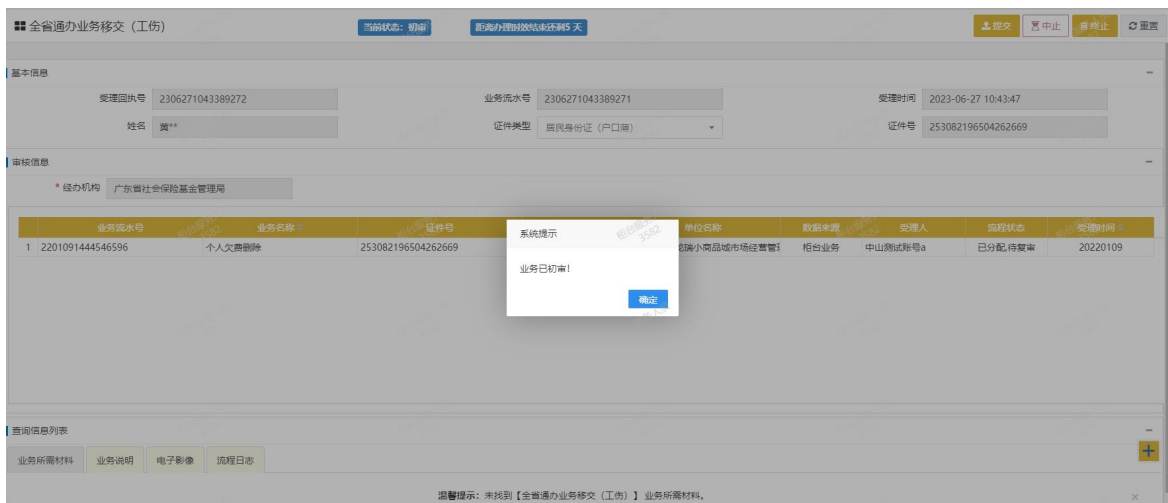 全省通办业务移交（工伤） 当前状态：初审 距离办理时效结束还剩5 天 提交 中止 终止 重置
基本信息
受理回执号 2306271043389272 业务流水号 2306271043389271 受理时间 2023-06-27 10:43:47
姓名 黄** 证件类型 居民身份证（户口簿） 证件号 253082196504262669
审核信息
* 经办机构 广东省社会保险基金管理局
业务流水号 业务名称 证件号 单位名称 数据来源 受理人 流程状态 受理时间
1 2201091444546596 个人欠费删除 253082196504262669 瑞小商品城市场经营管理 柜台业务 中山测试账号a 已分配,待复审 20220109
系统提示
业务已初审!
确定
查询信息列表
业务所需材料 业务说明 电子影像 流程日志
温馨提示：未找到【全省通办业务移交（工伤）】 业务所需材料。